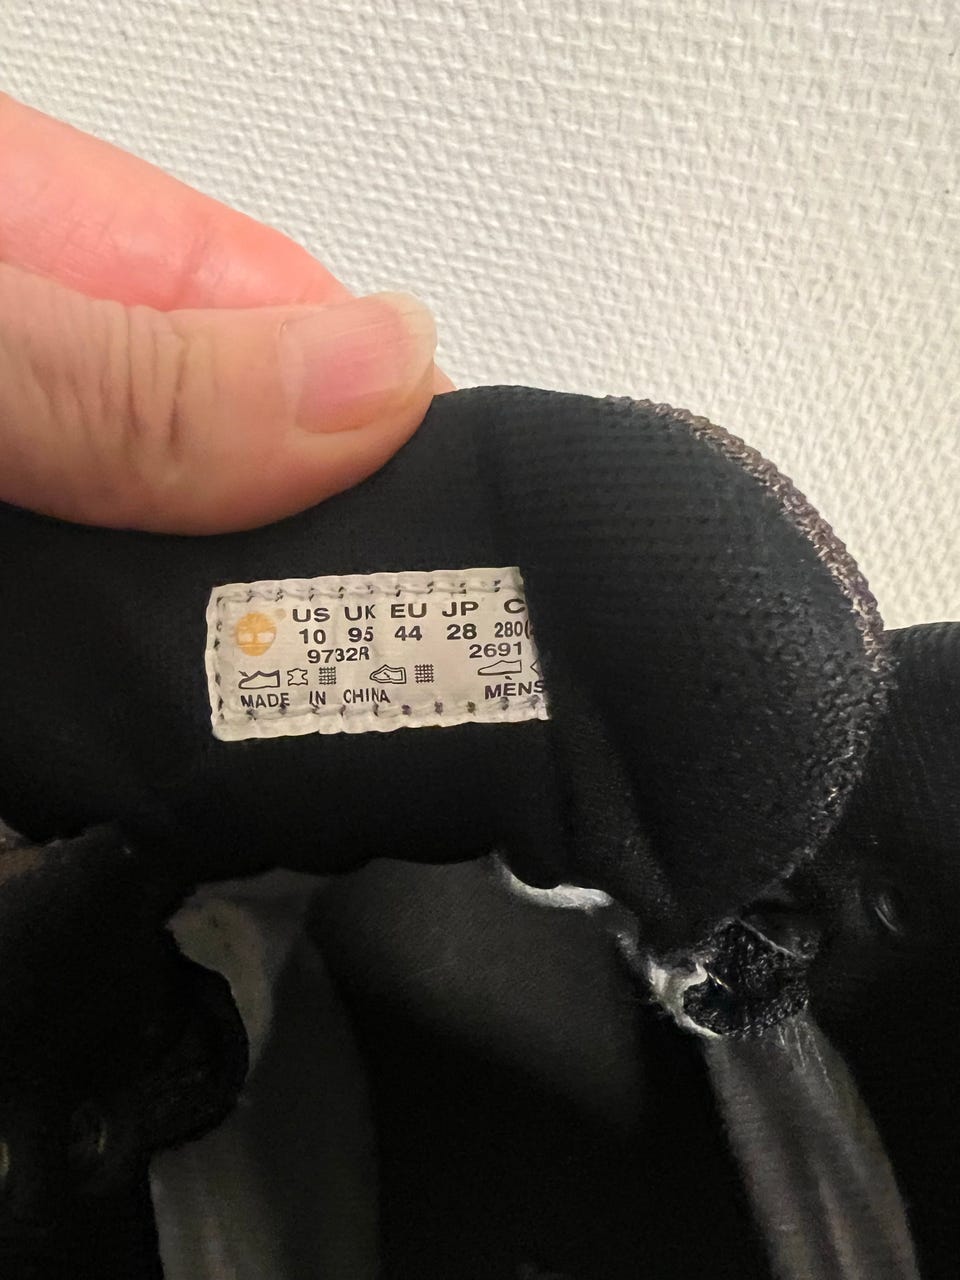 US UK EU JP C
10 95 44 28 280(
9732R 2691
MADE IN CHINA MENS